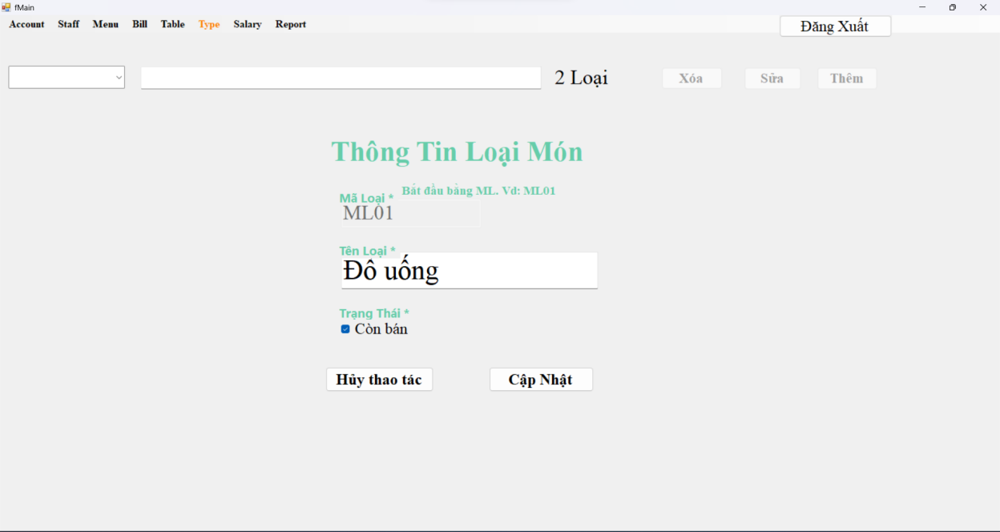 fMain
Account Staff Menu Bill Table Type Salary Report
Đăng Xuất
2 Loại
Xóa
Sửa
Thêm
Thông Tin Loại Món
Mã Loại *
Bắt đầu bằng ML. Vd: ML01
ML01
Tên Loại *
Đồ uống
Trạng Thái *
Còn bán
Hủy thao tác
Cập Nhật